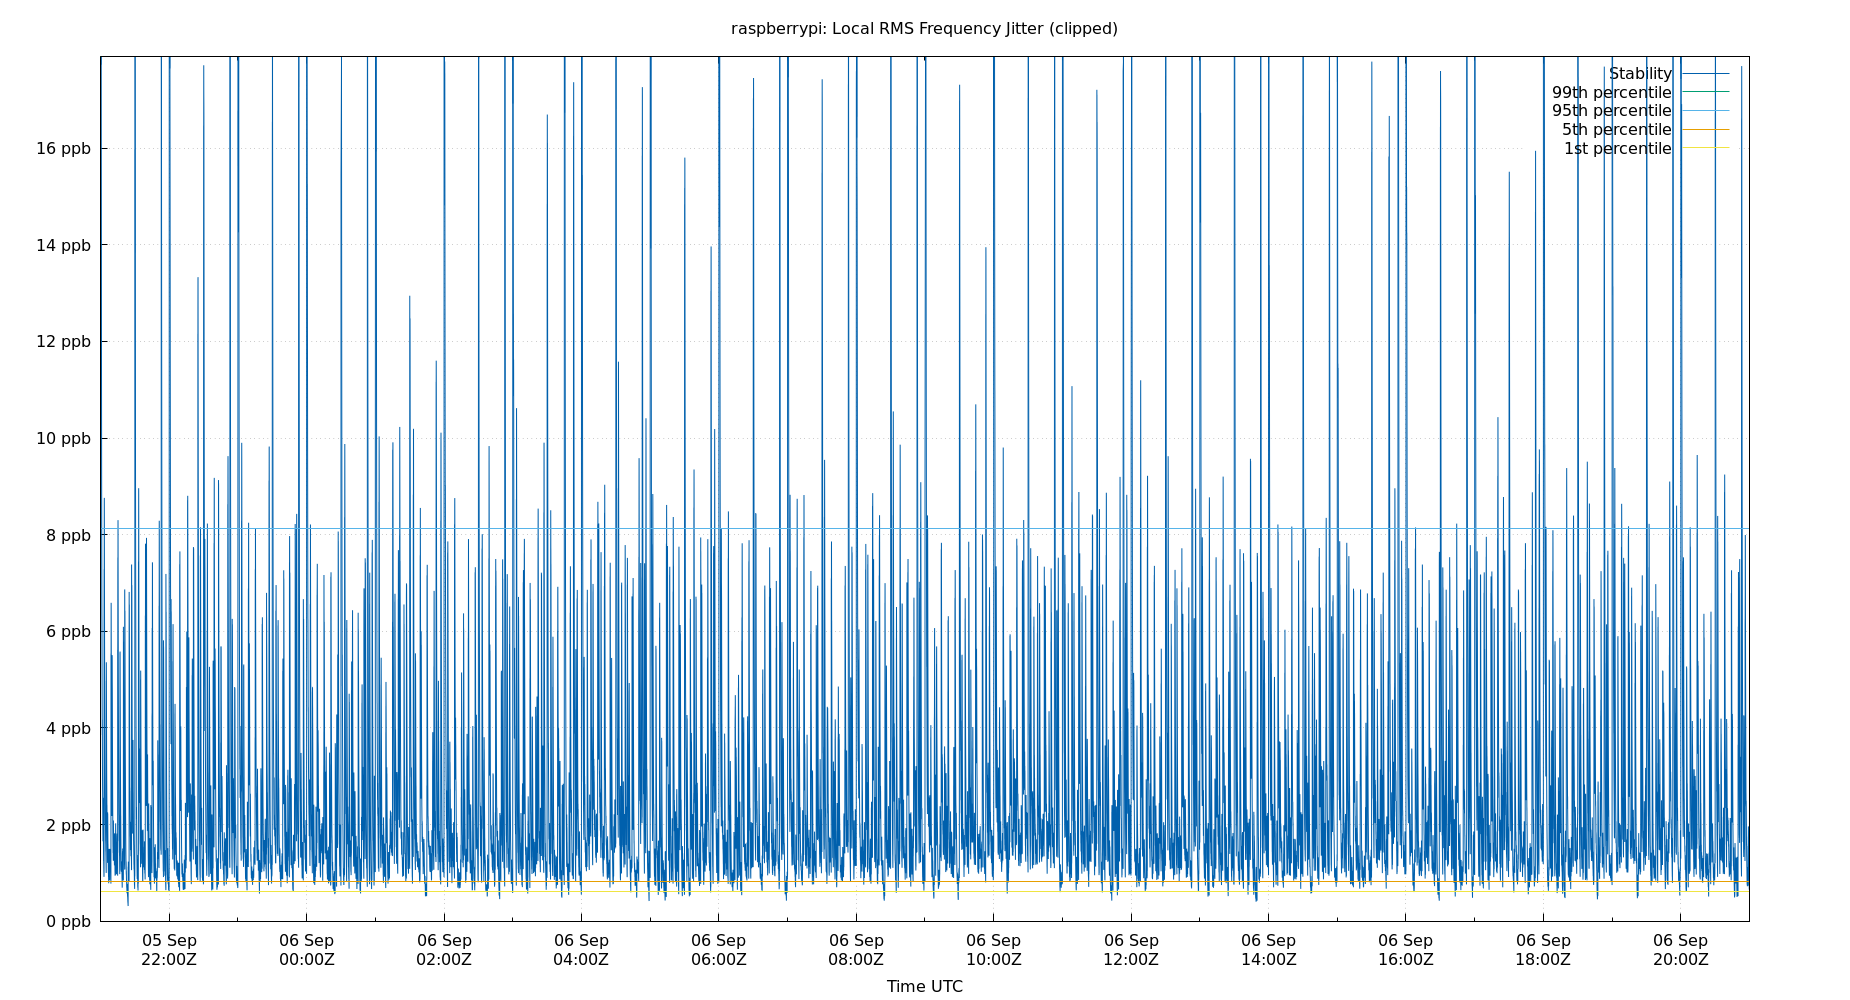 raspberrypi: Local RMS Frequency Jitter (clipped)
Stability
99th percentile
95th percentile
5th percentile
1st percentile
16 ppb
14 ppb
12 ppb
10 ppb
8 ppb
6 ppb
4 ppb
2 ppb
0 ppb
05 Sep 06 Sep 06 Sep 06 Sep 06 Sep 06 Sep 06 Sep 06 Sep 06 Sep 06 Sep 06 Sep 06 Sep
22:00Z 00:00Z 02:00Z 04:00Z 06:00Z 08:00Z 10:00Z 12:00Z 14:00Z 16:00Z 18:00Z 20:00Z
Time UTC